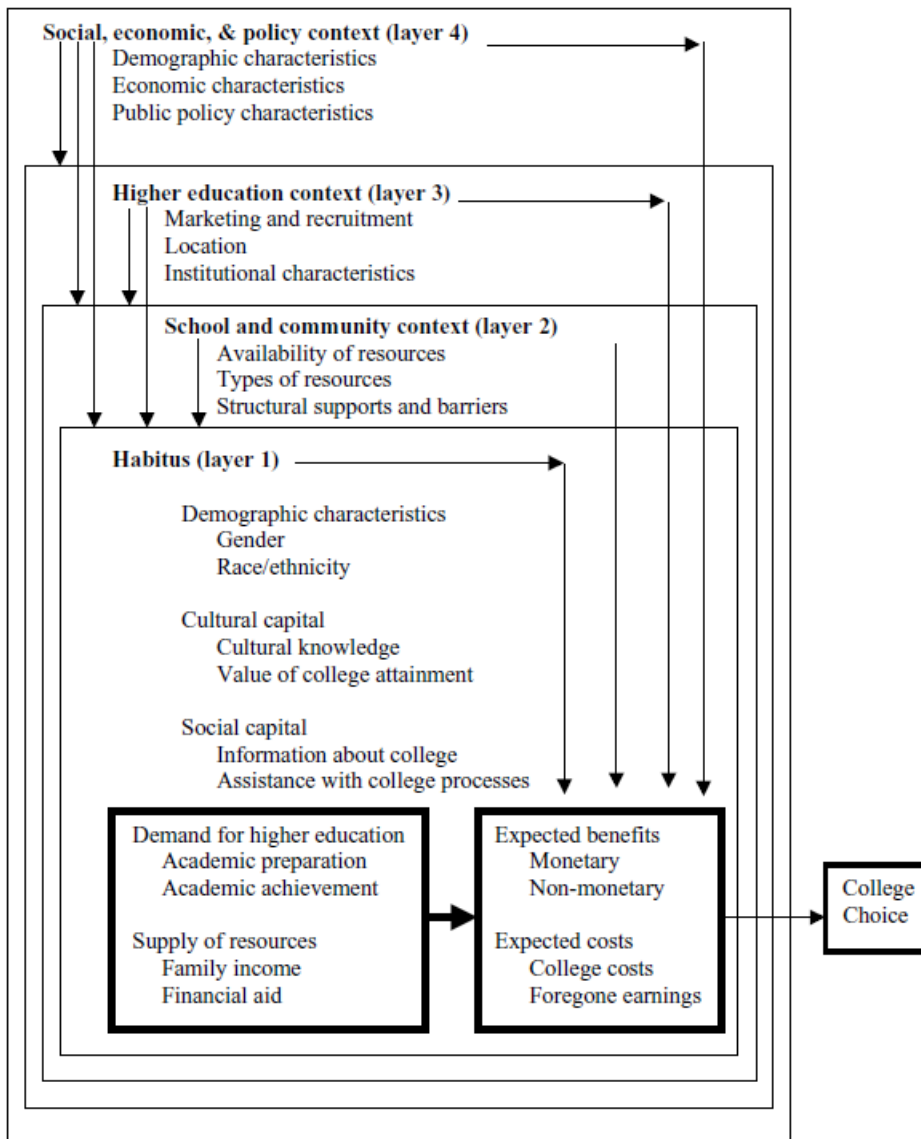 Social, economic, & policy context (layer 4)
Demographic characteristics
Economic characteristics
Public policy characteristics
Higher education context (layer 3)
Marketing and recruitment
Location
Institutional characteristics
School and community context (layer 2)
Availability of resources
Types of resources
Structural supports and barriers
Habitus (layer 1)
Demographic characteristics
Gender
Race/ethnicity
Cultural capital
Cultural knowledge
Value of college attainment
Social capital
Information about college
Assistance with college processes
Demand for higher education
Academic preparation
Academic achievement
Supply of resources
Family income
Financial aid
Expected benefits
Monetary
Non-monetary
Expected costs
College costs
Foregone earnings
College
Choice